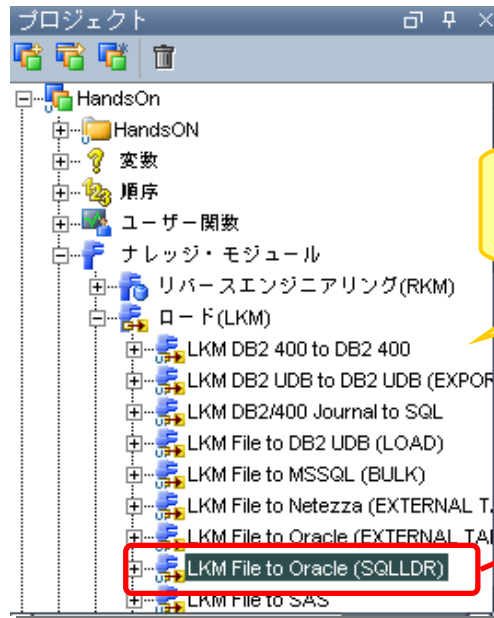 プロジェクト
HandsOn
HandsON
変数
順序
ユーザー関数
ナレッジ・モジュール
リバースエンジニアリング(RKM)
ロード(LKM)
LKM DB2 400 to DB2 400
LKM DB2 UDB to DB2 UDB (EXPOR
LKM DB2/400 Journal to SQL
LKM File to DB2 UDB (LOAD)
LKM File to MSSQL (BULK)
LKM File to Netezza (EXTERNAL T
LKM File to Oracle (EXTERNAL TA
LKM File to Oracle (SQLLDR)
LKM File to SAS